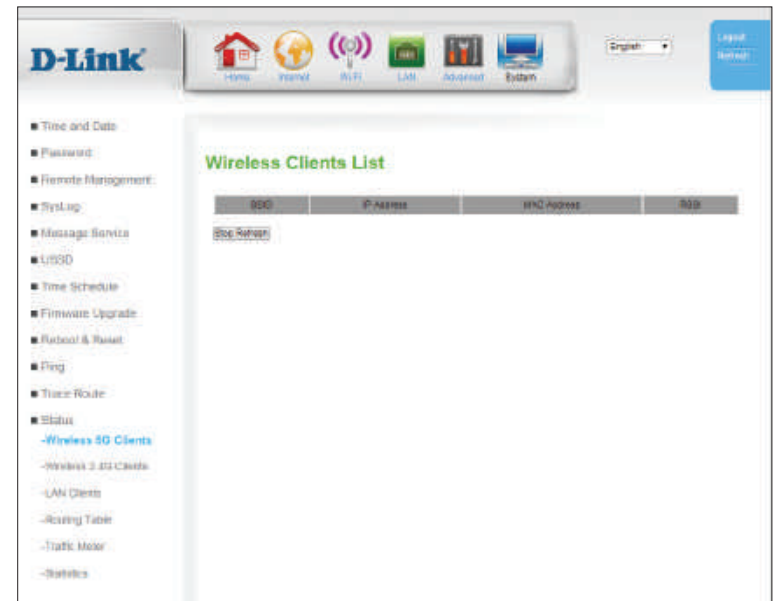 D-Link
Home
Internet
Wi-Fi
LAN
Advanced
System
English
Logout
Refresh
Time and Date
Password
Remote Management
SysLog
Message Service
USSD
Time Schedule
Firmware Upgrade
Reboot & Reset
Ping
Trace Route
Status
-Wireless 5G Clients
-Wireless 2.4G Clients
-LAN Clients
-Routing Table
-Traffic Meter
-Statistics
Wireless Clients List
SSID IP Address MAC Address RSSI
Stop Refresh